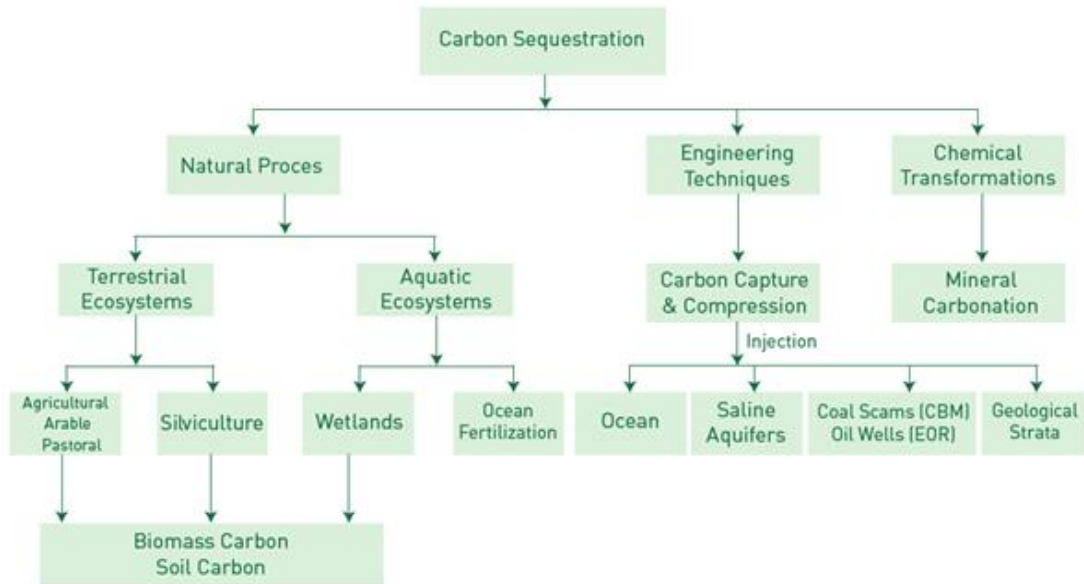 Carbon Sequestration
Natural Proces
Engineering
Techniques
Chemical
Transformations
Terrestrial
Ecosystems
Aquatic
Ecosystems
Carbon Capture
& Compression
Mineral
Carbonation
Injection
Agricultural
Arable
Pastoral
Silviculture
Wetlands
Ocean
Fertilization
Ocean
Saline
Aquifers
Coal Scams (CBM)
Oil Wells (EOR)
Geological
Strata
Biomass Carbon
Soil Carbon